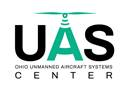 UAS
OHIO UNMANNED AIRCRAFT SYSTEMS
CENTER